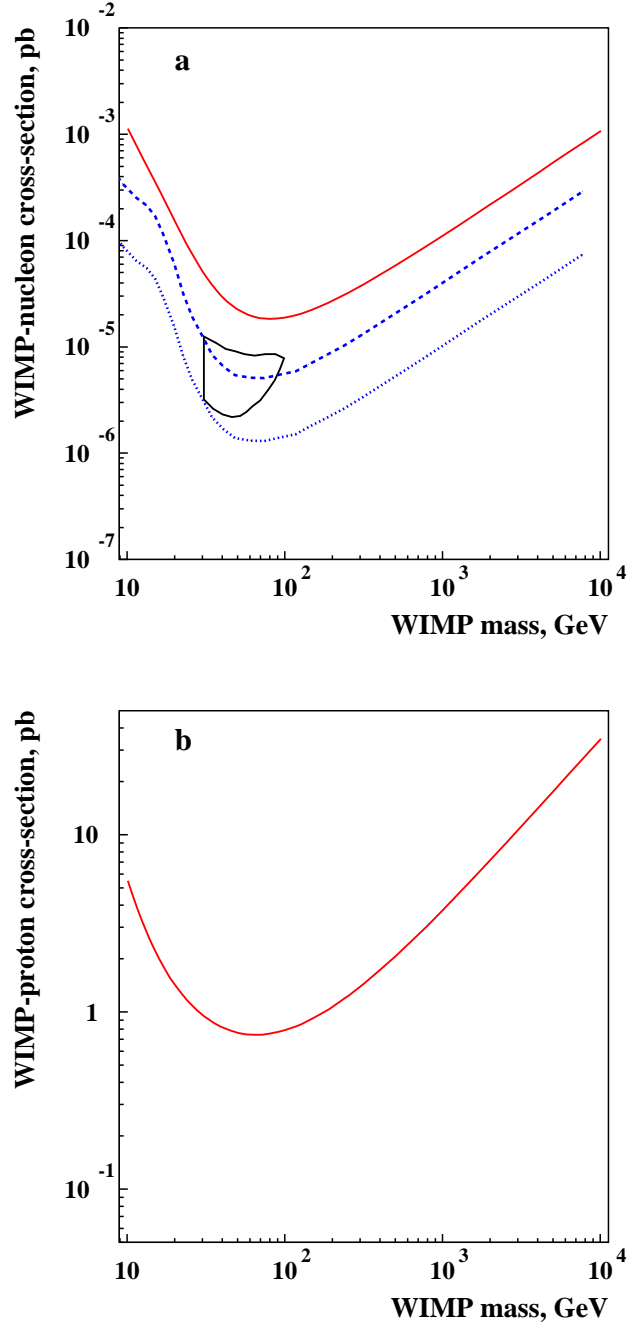 WIMP-nucleon cross-section, pb
a
10^-2
10^-3
10^-4
10^-5
10^-6
10^-7
10 10^2 10^3 10^4
WIMP mass, GeV
WIMP-proton cross-section, pb
b
10
1
10^-1
10 10^2 10^3 10^4
WIMP mass, GeV